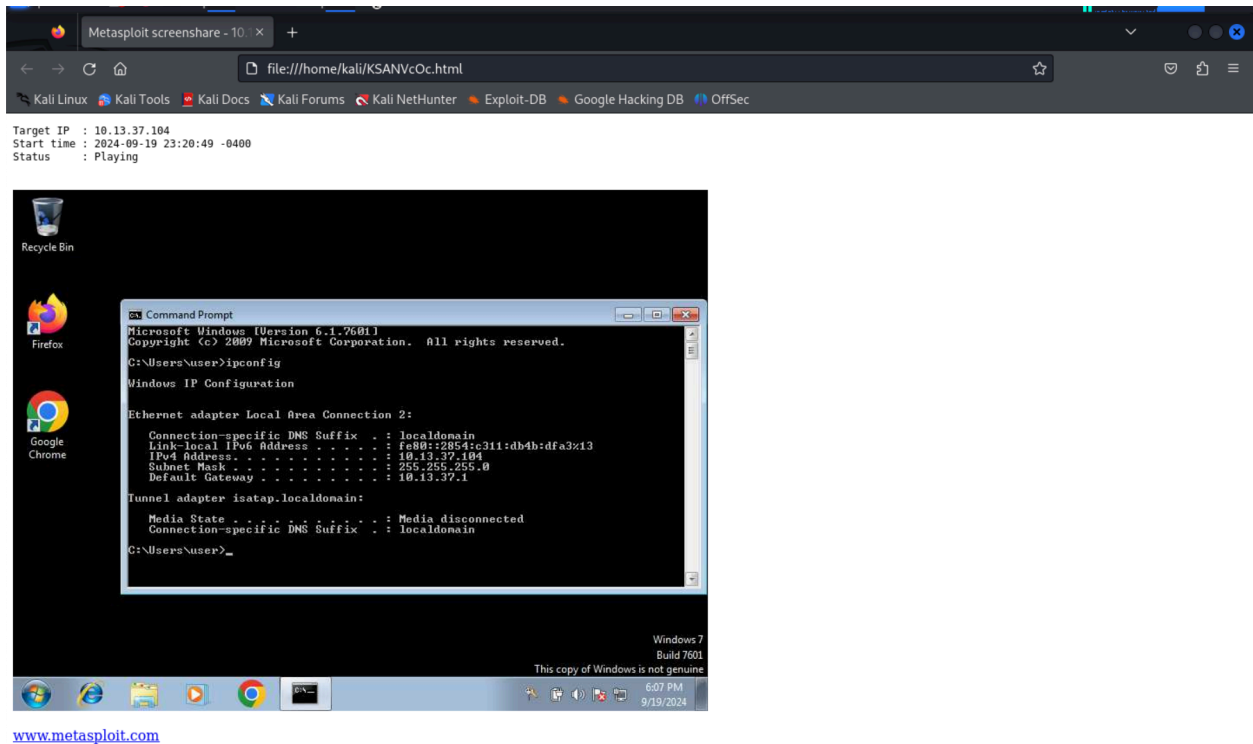 Metasploit screenshare - 10.1
file:///home/kali/KSANVcOc.html
Kali Linux Kali Tools Kali Docs Kali Forums Kali NetHunter Exploit-DB Google Hacking DB OffSec
Target IP : 10.13.37.104
Start time : 2024-09-19 23:20:49 -0400
Status : Playing
Recycle Bin
Firefox
Google
Chrome
Command Prompt
Microsoft Windows [Version 6.1.7601]
Copyright (c) 2009 Microsoft Corporation. All rights reserved.
C:\Users\user>ipconfig
Windows IP Configuration
Ethernet adapter Local Area Connection 2:
Connection-specific DNS Suffix . : localdomain
Link-local IPv6 Address . . . . . : fe80::2854:c311:db4b:dfa3%13
IPv4 Address. . . . . . . . . . . : 10.13.37.104
Subnet Mask . . . . . . . . . . . : 255.255.255.0
Default Gateway . . . . . . . . . : 10.13.37.1
Tunnel adapter isatap.localdomain:
Media State . . . . . . . . . . . : Media disconnected
Connection-specific DNS Suffix . : localdomain
C:\Users\user>_
Windows 7
Build 7601
This copy of Windows is not genuine
6:07 PM
9/19/2024
www.metasploit.com